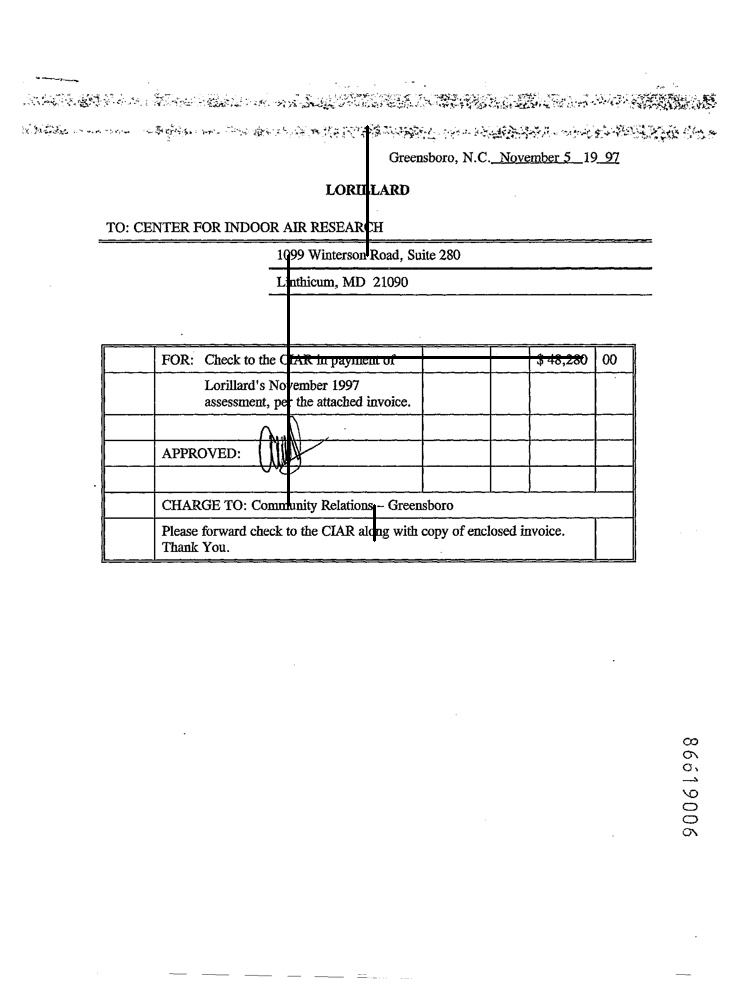 Greensboro, N.C. November 5 19 97
LORILLARD
TO: CENTER FOR INDOOR AIR RESEARCH
1099 Winterson Road, Suite 280
Linthicum, MD 21090
FOR: Check to the CIAR in payment of $ 48,280 00
Lorillard's November 1997
assessment, per the attached invoice.
APPROVED:
CHARGE TO: Community Relations – Greensboro
Please forward check to the CIAR along with copy of enclosed invoice.
Thank You.
86619006